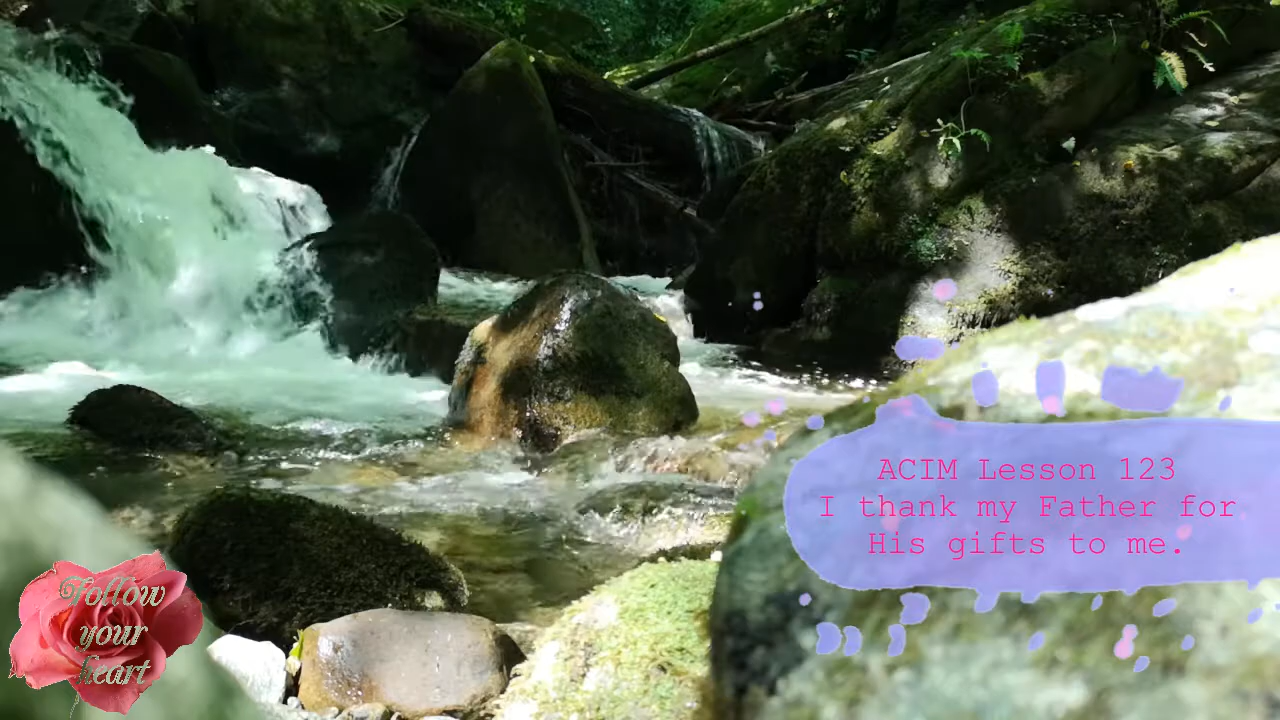 ACIM Lesson 123
I thank my Father for
His gifts to me.
Follow
your
heart